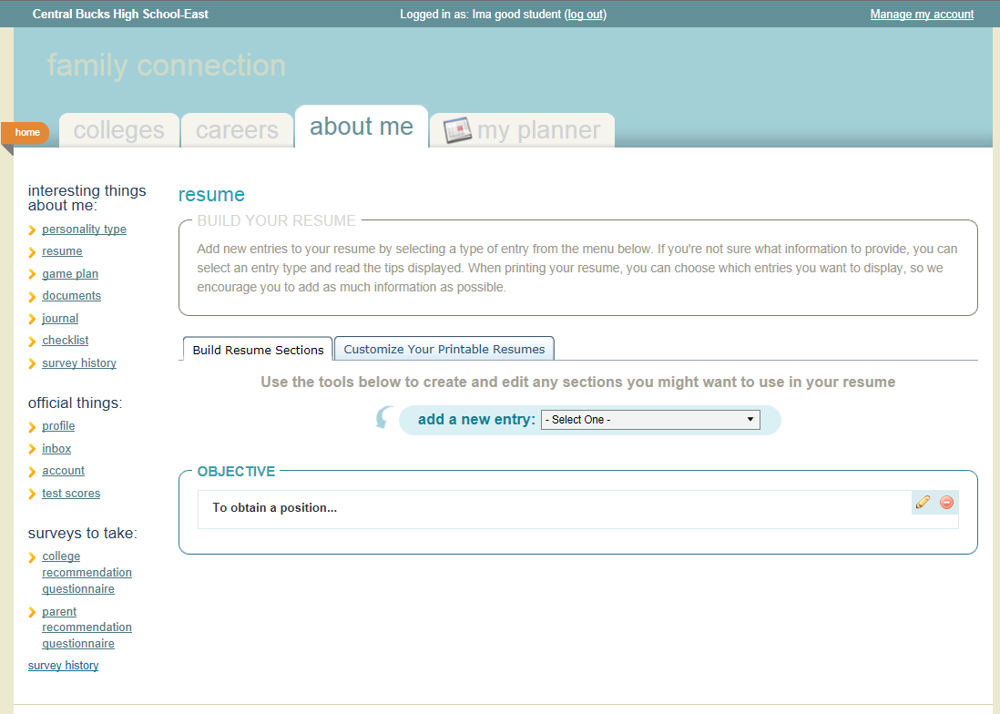 Central Bucks High School-East
Logged in as: Ima good student (log out)
Manage my account
family connection
home
colleges
careers
about me
my planner
interesting things
about me:
personality type
resume
game plan
documents
journal
checklist
survey history
official things:
profile
inbox
account
test scores
surveys to take:
college
recommendation
questionnaire
parent
recommendation
questionnaire
survey history
resume
BUILD YOUR RESUME
Add new entries to your resume by selecting a type of entry from the menu below. If you're not sure what information to provide, you can
select an entry type and read the tips displayed. When printing your resume, you can choose which entries you want to display, so we
encourage you to add as much information as possible.
Build Resume Sections
Customize Your Printable Resumes
Use the tools below to create and edit any sections you might want to use in your resume
add a new entry: - Select One -
OBJECTIVE
To obtain a position...